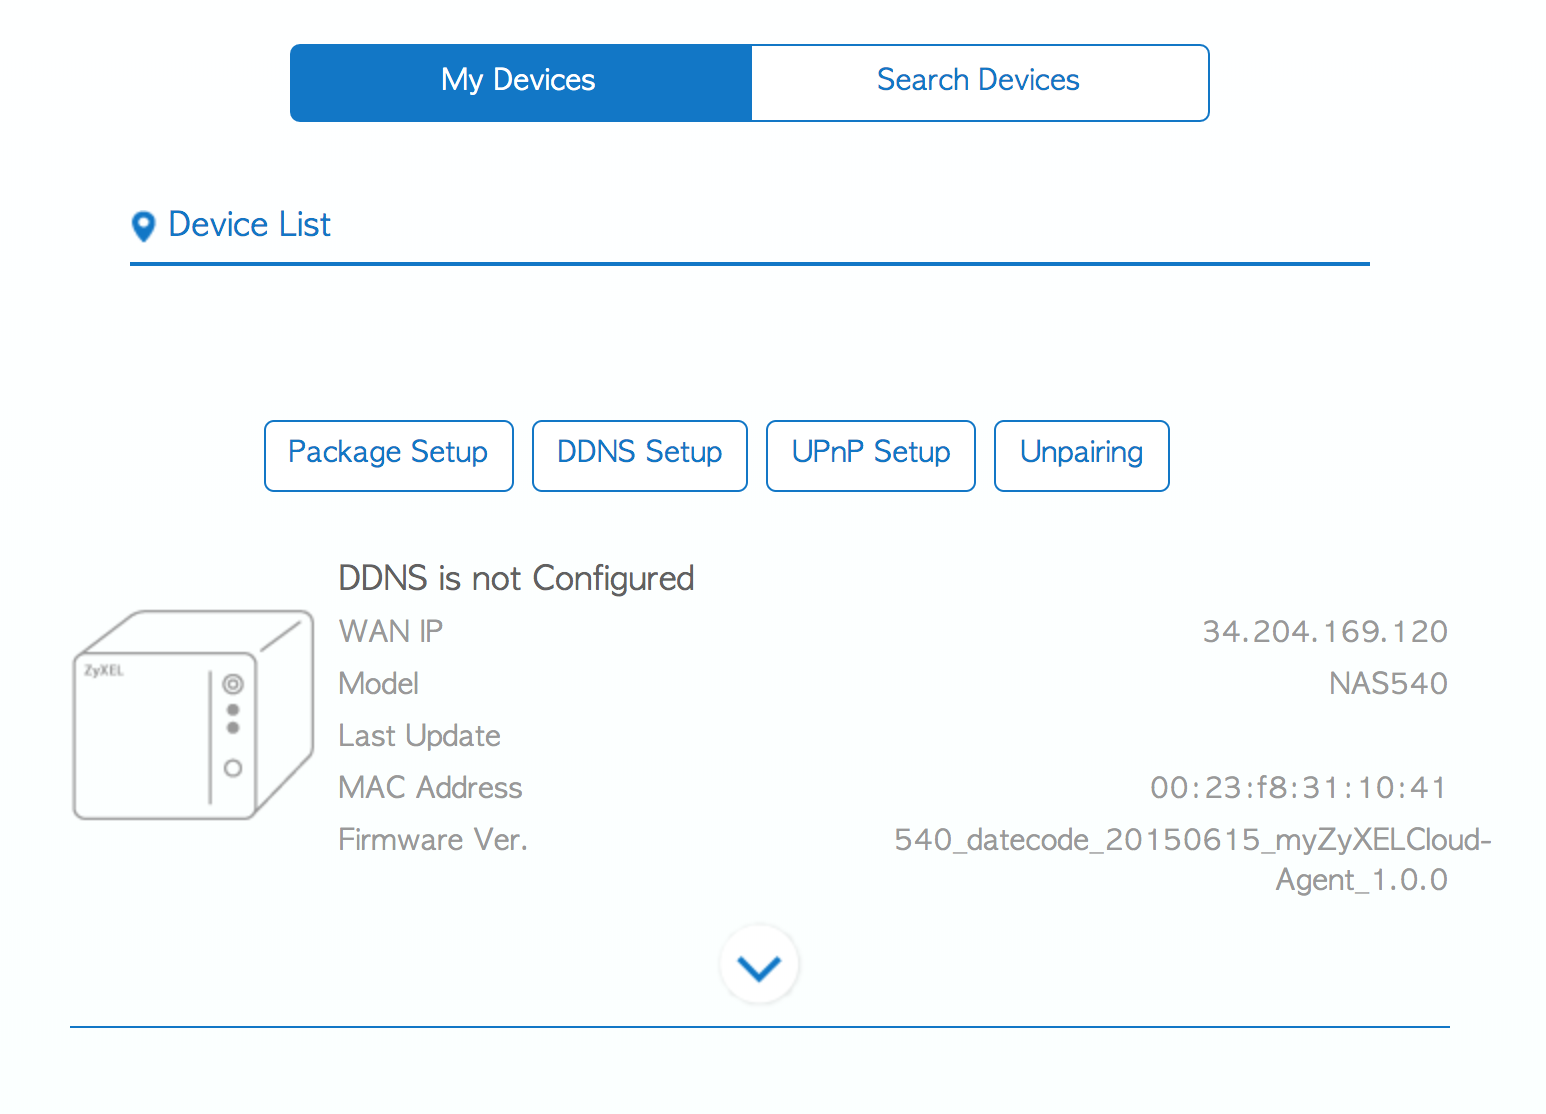 My Devices Search Devices
Device List
Package Setup DDNS Setup UPnP Setup Unpairing
DDNS is not Configured
WAN IP 34.204.169.120
ZyXEL
Model NAS540
Last Update
MAC Address 00:23:f8:31:10:41
Firmware Ver. 540_datecode_20150615_myZyXELCloud-
Agent_1.0.0